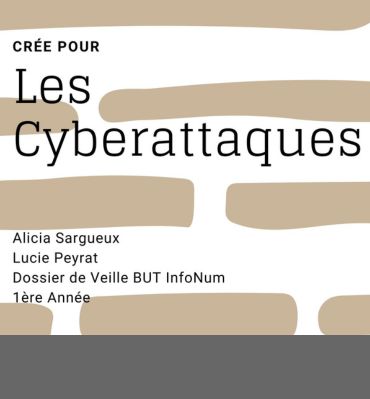 CRÉE POUR
Les
Cyberattaques
Alicia Sargueux
Lucie Peyrat
Dossier de Veille BUT InfoNum
1ère Année